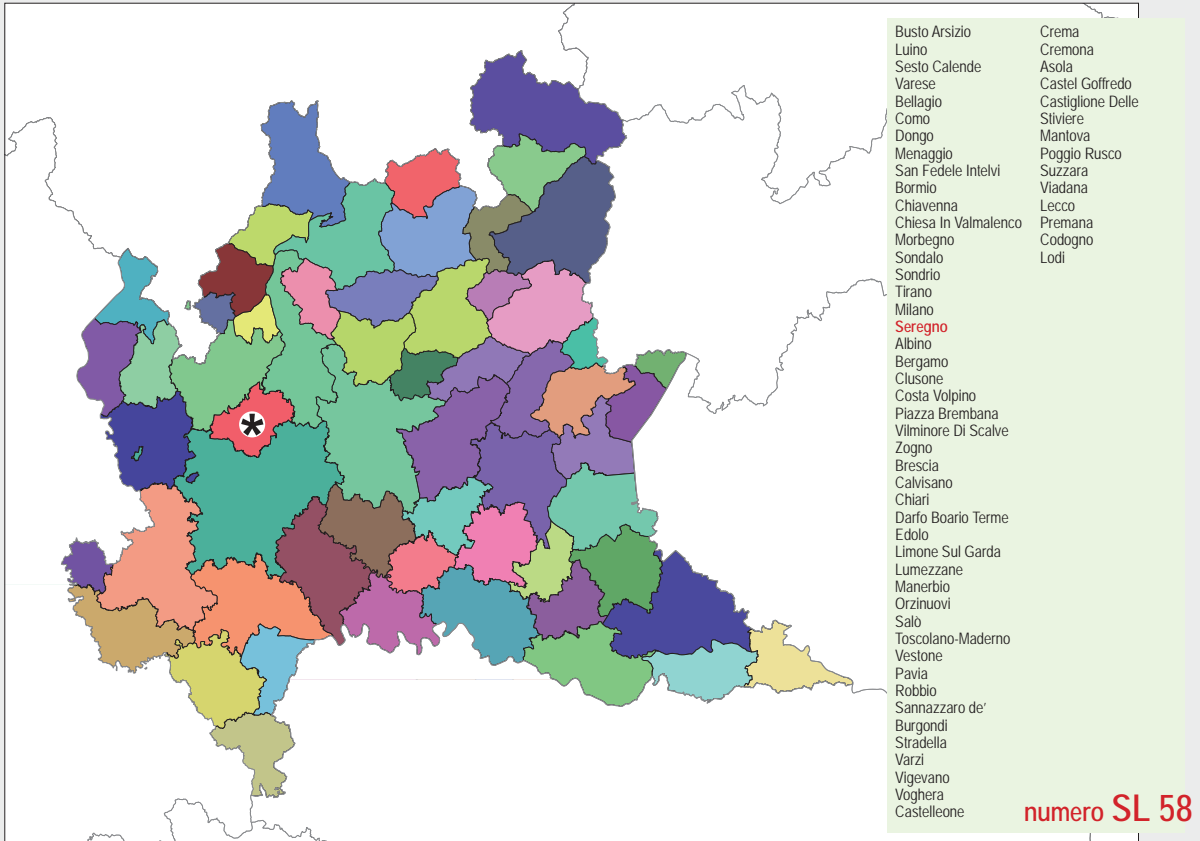 Busto Arsizio
Luino
Sesto Calende
Varese
Bellagio
Como
Dongo
Menaggio
San Fedele Intelvi
Bormio
Chiavenna
Chiesa In Valmalenco
Morbegno
Sondalo
Sondrio
Tirano
Milano
Seregno
Albino
Bergamo
Clusone
Costa Volpino
Piazza Brembana
Vilminore Di Scalve
Zogno
Brescia
Calvisano
Chiari
Darfo Boario Terme
Edolo
Limone Sul Garda
Lumezzane
Manerbio
Orzinuovi
Salò
Toscolano-Maderno
Vestone
Pavia
Robbio
Sannazzaro de'
Burgondi
Stradella
Varzi
Vigevano
Voghera
Castelleone
Crema
Cremona
Asola
Castel Goffredo
Castiglione Delle
Stiviere
Mantova
Poggio Rusco
Suzzara
Viadana
Lecco
Premana
Codogno
Lodi
numero SL 58
*